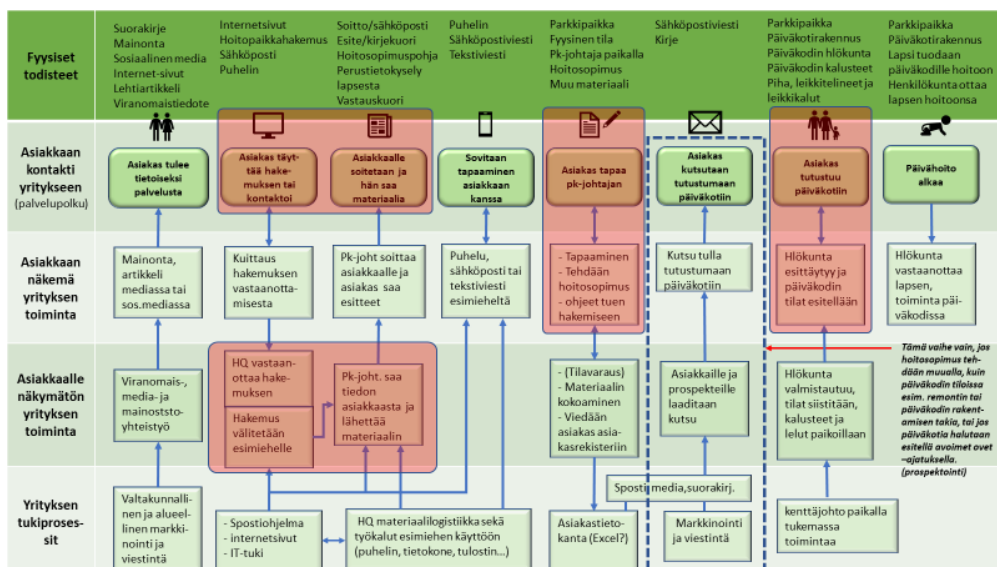 Fyysiset
todisteet
Suorakirje
Mainonta
Sosiaalinen media
Internet-sivut
Lehtiartikkeli
Viranomaistiedote
Internetsivut
Hoitopaikkahakemus
Sähköposti
Puhelin
Soitto/sähköposti
Esite/kirjekuori
Hoitosopimuspohja
Perustietokysely
lapsesta
Vastauskuori
Puhelin
Sähköpostiviesti
Tekstiviesti
Parkkipaikka
Fyysinen tila
Pk-johtaja paikalla
Hoitosopimus
Muu materiaali
Sähköpostiviesti
Kirje
Parkkipaikka
Päiväkotirakennus
Päiväkodin hlökunta
Päiväkodin kalusteet
Piha, leikkitelineet ja
leikkikalut
Parkkipaikka
Päiväkotirakennus
Lapsi tuodaan
päiväkodille hoitoon
Henkilökunta ottaa
lapsen hoitoonsa
Asiakkaan
kontakti
yritykseen
(palvelupolku)
Asiakas tulee
tietoiseksi
palvelusta
Asiakas täyt-
tää hake-
muksen tai
kontaktoi
Asiakkaalle
soitetaan ja
hän saa
materiaalia
Sovitaan
tapaaminen
asiakkaan
kanssa
Asiakas tapaa
pk-johtajan
Asiakas
kutsutaan
tutustumaan
päiväkotiin
Asiakas
tutustuu
päiväkotiin
Päivähoito
alkaa
Asiakkaan
näkemä
yrityksen
toiminta
Mainonta,
artikkeli
mediassa tai
sos.mediassa
Kuittaus
hakemuksen
vastaanotta-
misesta
Pk-joht soittaa
asiakkaalle ja
asiakas saa
esitteet
Puhelu,
sähköposti tai
tekstiviesti
esimieheltä
- Tapaaminen
- Tehdään
hoitosopimus
- ohjeet tuen
hakemiseen
Kutsu tulla
tutustumaan
päiväkotiin
Hlökunta
esittäytyy ja
päiväkodin
tilat esitellään
Hlökunta
vastaanottaa
lapsen,
toiminta päi-
väkodissa
Asiakkaalle
näkymätön
yrityksen
toiminta
Viranomais-,
media- ja
mainoststo-
yhteistyö
HQ vastaan-
ottaa hake-
muksen
Hakemus
välitetään
esimiehelle
Pk-joht. saa
tiedon
asiakkaasta ja
lähettää
materiaalin
- (Tilavaraus)
- Materiaalin
kokoaminen
- Viedään
asiakas asia-
kasrekisteriin
Asiakkaille ja
prospekteille
laaditaan
kutsu
Hlökunta
valmistautuu,
tilat siistitään,
kalusteet ja
lelut paikoillaan
Tämä vaihe vain, jos
hoitosopimus teh-
dään muualla, kuin
päiväkodin tiloissa
esim. remontin tai
päiväkodin rakent-
amisen takia, tai jos
päiväkotia halutaan
esitellä avoimet ovet
–ajatuksella.
(prospektointi)
Yrityksen
tukiproses-
sit
Valtakunnalli-
nen ja alueel-
linen markki-
nointi ja
viestintä
- Spostiohjelma
- internetsivut
- IT-tuki
HQ materiaalilogistiikka sekä
työkalut esimiehen käyttöön
(puhelin, tietokone, tulostin...)
Asiakastieto-
kanta (Excel?)
Sposti media,suorakirj.
Markkinointi
ja viestintä
kenttäjohto paikalla
tukemassa
toimintaa